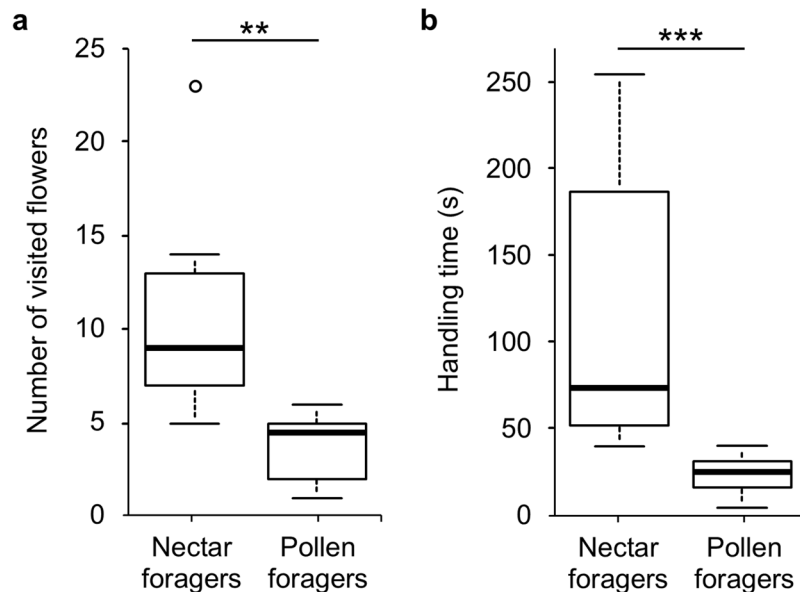 a
**
Number of visited flowers
25
20
15
10
5
0
Nectar
foragers
Pollen
foragers
b
***
Handling time (s)
250
200
150
100
50
0
Nectar
foragers
Pollen
foragers